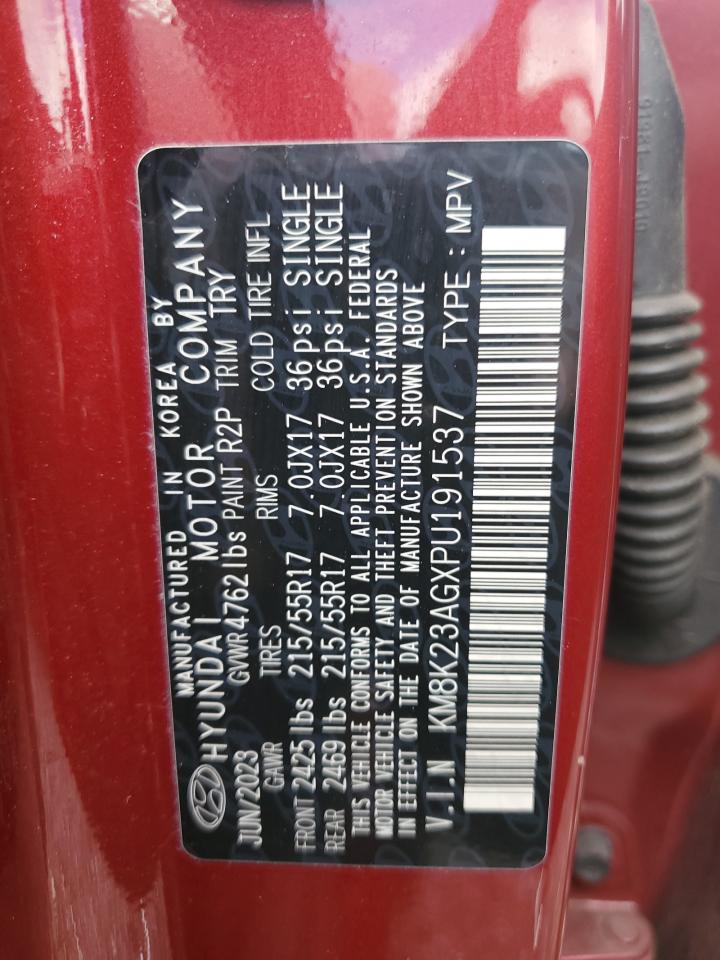 MANUFACTURED IN KOREA BY
HYUNDAI MOTOR COMPANY
JUN/2023 GVWR 4762 lbs PAINT R2P TRIM TRY
GAWR TIRES RIMS COLD TIRE INFL
FRONT 2425 lbs 215/55R17 7.0JX17 36psi SINGLE
REAR 2469 lbs 215/55R17 7.0JX17 36psi SINGLE
THIS VEHICLE CONFORMS TO ALL APPLICABLE U.S.A. FEDERAL
MOTOR VEHICLE SAFETY AND THEFT PREVENTION STANDARDS
IN EFFECT ON THE DATE OF MANUFACTURE SHOWN ABOVE
V.I.N KM8K23AGXPU191537 TYPE : MPV